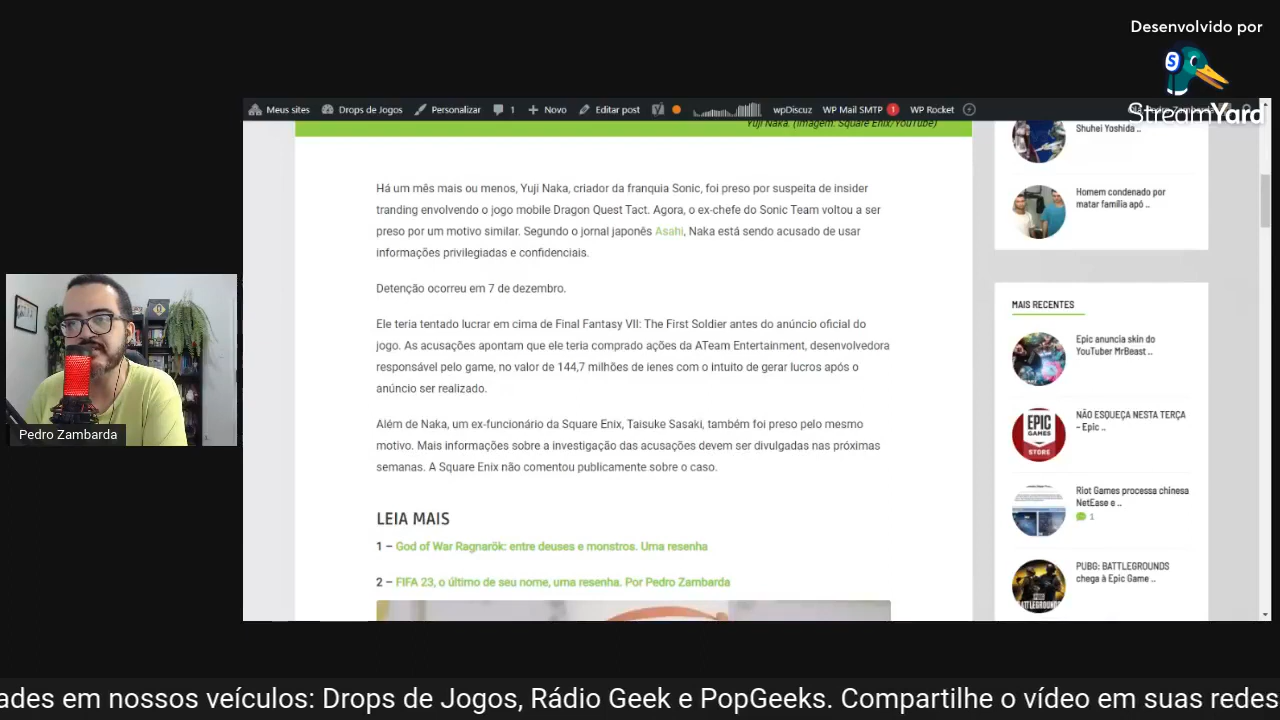 Desenvolvido por
StreamYard
Meus sites Drops de Jogos Personalizar 1 Novo Editar post wpDiscuz WP Mail SMTP 1 WP Rocket
Yuji Naka. (Imagem: Square Enix/YouTube)
Há um mês mais ou menos, Yuji Naka, criador da franquia Sonic, foi preso por suspeita de insider
tranding envolvendo o jogo mobile Dragon Quest Tact. Agora, o ex-chefe do Sonic Team voltou a ser
preso por um motivo similar. Segundo o jornal japonês Asahi, Naka está sendo acusado de usar
informações privilegiadas e confidenciais.
Detenção ocorreu em 7 de dezembro.
Ele teria tentado lucrar em cima de Final Fantasy VII: The First Soldier antes do anúncio oficial do
jogo. As acusações apontam que ele teria comprado ações da ATeam Entertainment, desenvolvedora
responsável pelo game, no valor de 144,7 milhões de ienes com o intuito de gerar lucros após o
anúncio ser realizado.
Além de Naka, um ex-funcionário da Square Enix, Taisuke Sasaki, também foi preso pelo mesmo
motivo. Mais informações sobre a investigação das acusações devem ser divulgadas nas próximas
semanas. A Square Enix não comentou publicamente sobre o caso.
LEIA MAIS
1 – God of War Ragnarök: entre deuses e monstros. Uma resenha
2 – FIFA 23, o último de seu nome, uma resenha. Por Pedro Zambarda
Shuhei Yoshida ..
Homem condenado por
matar família apó ..
MAIS RECENTES
Epic anuncia skin do
YouTuber MrBeast ..
EPIC
GAMES
STORE
NÃO ESQUEÇA NESTA TERÇA
– Epic ..
Riot Games processa chinesa
NetEase e ..
1
PUBG: BATTLEGROUNDS
chega à Epic Game ..
Pedro Zambarda
ades em nossos veículos: Drops de Jogos, Rádio Geek e PopGeeks. Compartilhe o vídeo em suas redes